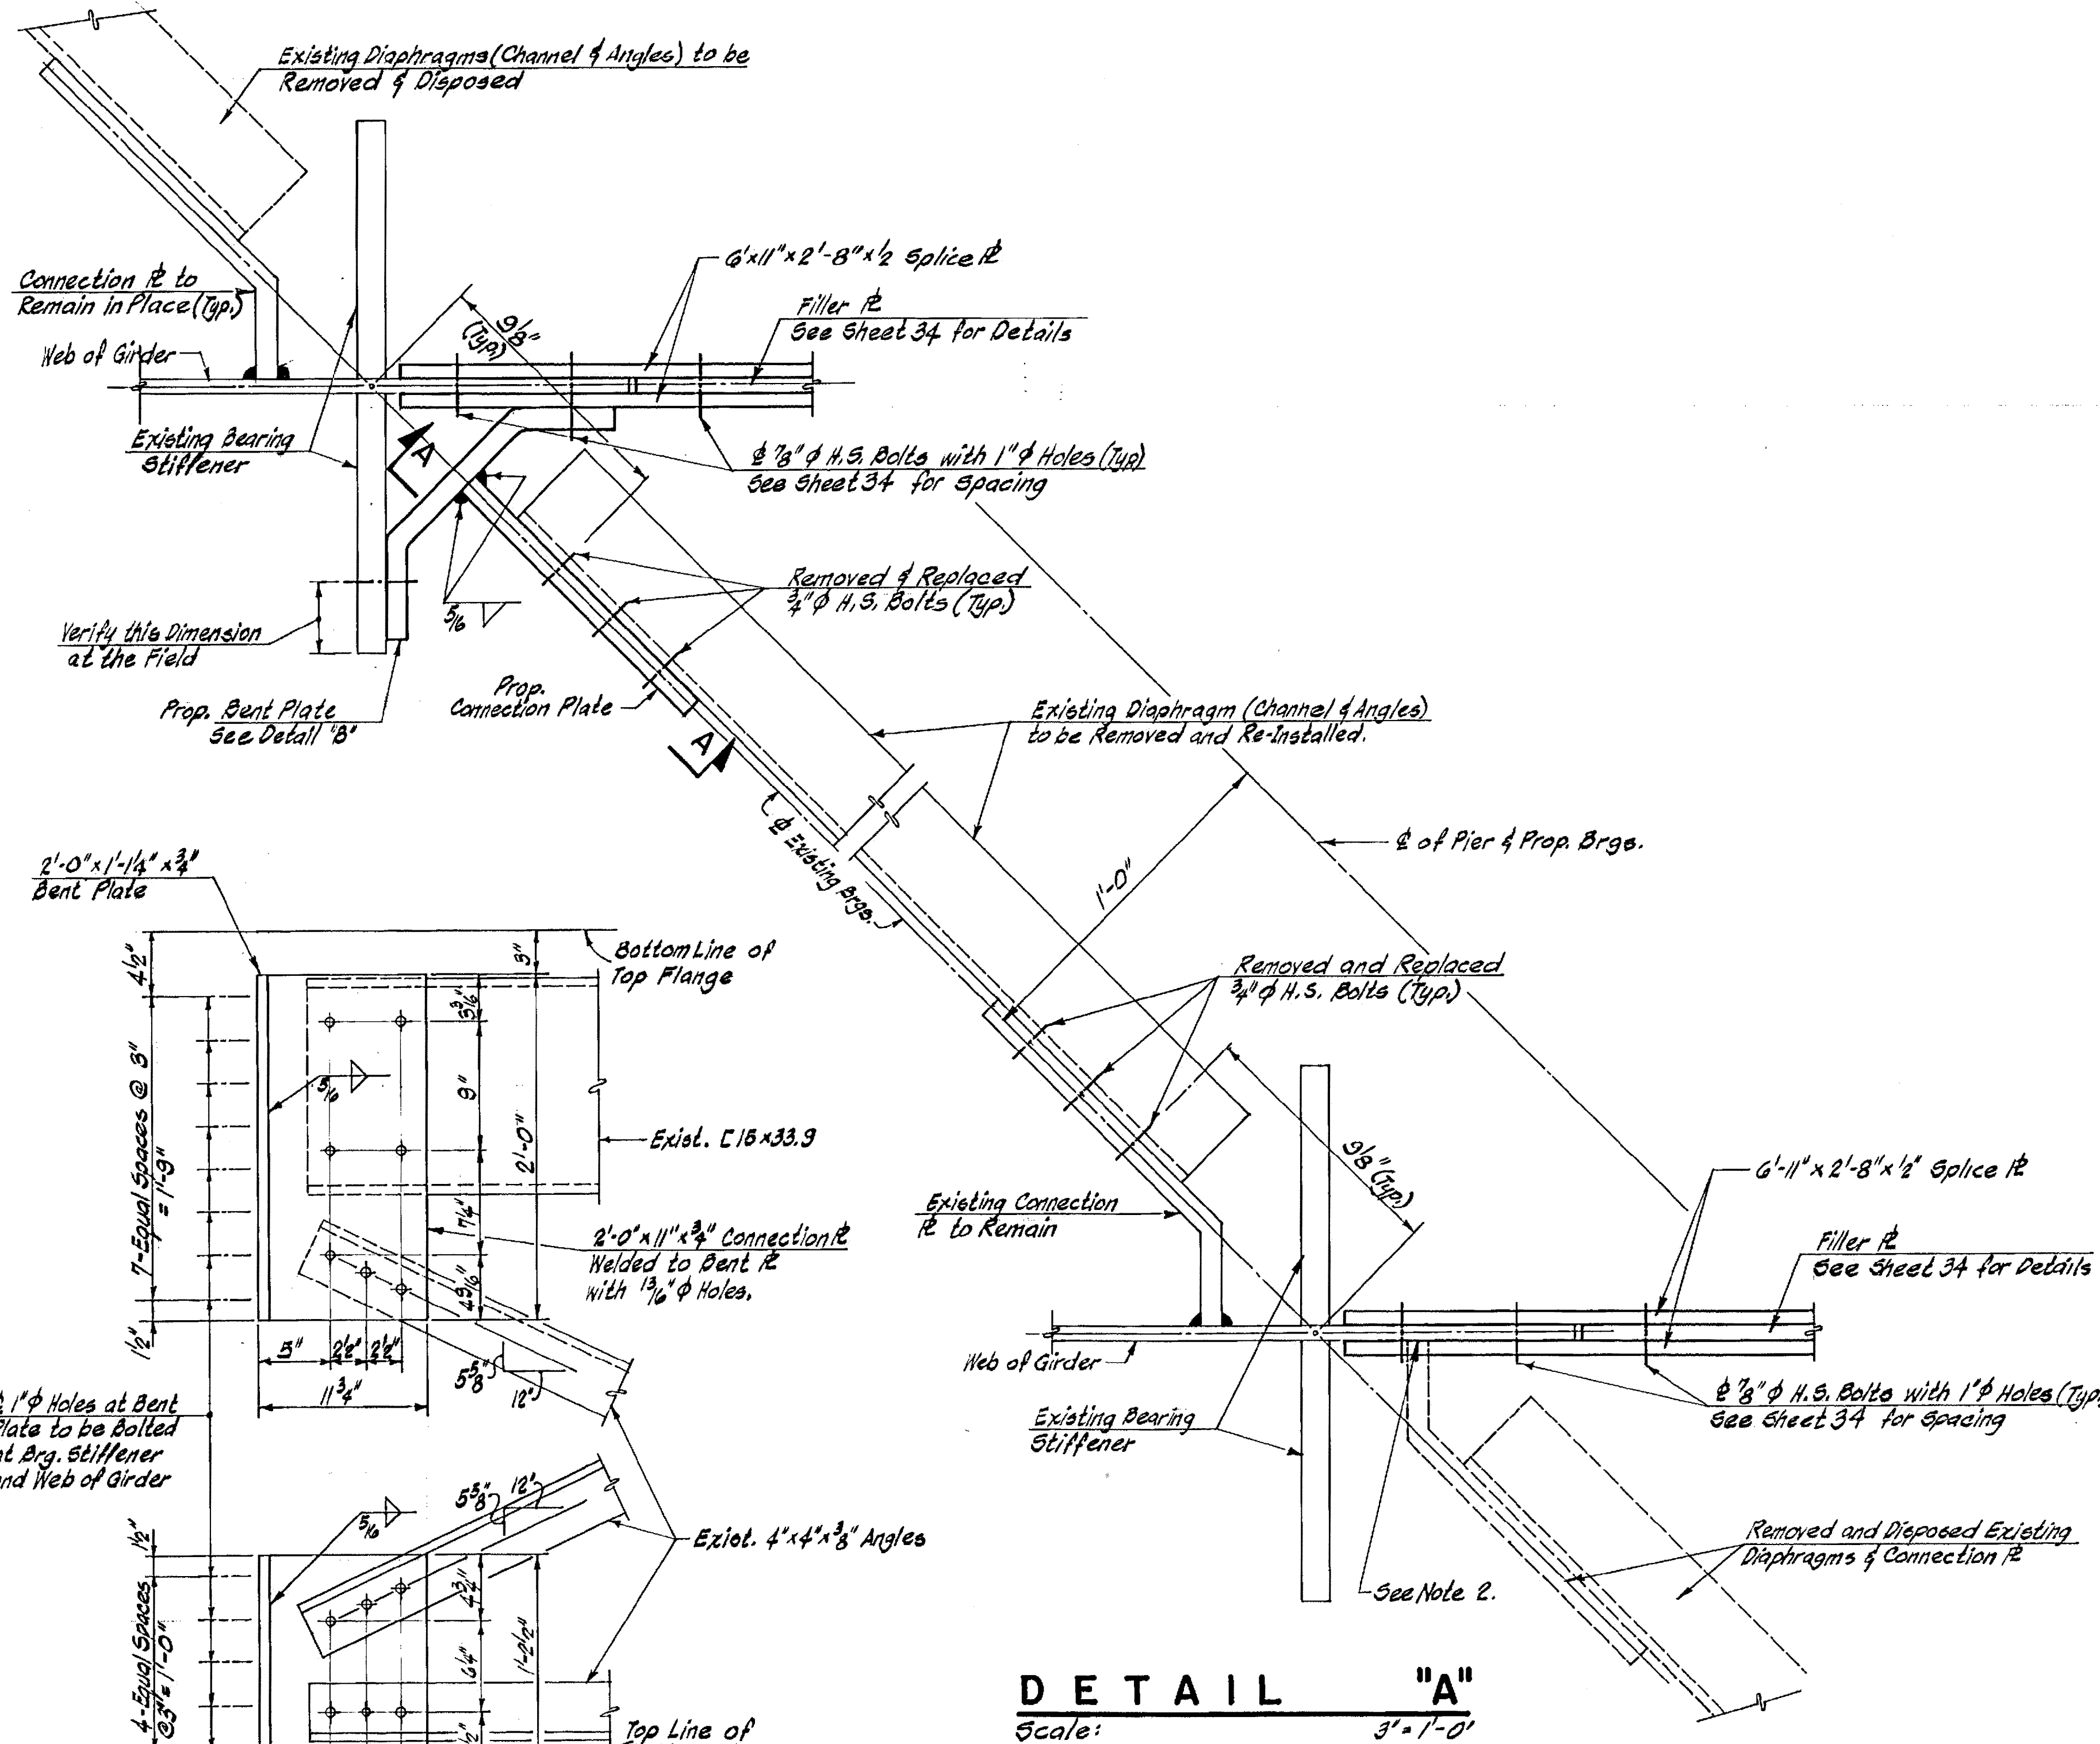 Existing Diaphragms (Channel & Angles) to be
Removed & Disposed
Connection ℄ to
Remain in Place (Typ.)
Web of Girder
6'x11"x2'-8"x½ Splice ℄
Filler ℄
See Sheet 34 for Details
9⅛"
(Typ.)
Existing Bearing
Stiffener
A
℄ ⅞" φ H.S. Bolts with 1" φ Holes (Typ.)
See Sheet 34 for Spacing
Removed & Replaced
¾" φ H.S. Bolts (Typ.)
5/16
Verify this Dimension
at the Field
Prop. Bent Plate
See Detail "B"
Prop.
Connection Plate
A
Existing Diaphragm (Channel & Angles)
to be Removed and Re-Installed.
℄ Existing Brgs.
℄ of Pier & Prop. Brgs.
1'-0"
2'-0"x1'-1¼"x¾"
Bent Plate
4½"
3"
Bottom Line of
Top Flange
7-Equal Spaces @ 3"
= 1'-9"
5/16
3 3/16"
9"
2'-0"
Exist. [15x33.9
7¼"
2'-0"x11"x¾" Connection ℄
Welded to Bent ℄
with 13/16" φ Holes.
4 9/16"
1½"
5"
2½"
2½"
11¾"
5⅝"
12"
Removed and Replaced
¾" φ H.S. Bolts (Typ.)
9⅛" (Typ.)
Existing Connection
℄ to Remain
6'-11"x2'-8"x½" Splice ℄
Filler ℄
See Sheet 34 for Details
Web of Girder
Existing Bearing
Stiffener
℄ ⅞" φ H.S. Bolts with 1" φ Holes (Typ.
See Sheet 34 for Spacing
See Note 2.
Removed and Disposed Existing
Diaphragms & Connection ℄
℄ 1" φ Holes at Bent
Plate to be Bolted
at Brg. Stiffener
and Web of Girder
5⅜"
12"
5/16
Exist. 4"x4"x⅜" Angles
1½"
4-Equal Spaces
@3"=1'-0"
4¾"
6¼"
1'-2½"
Top Line of
DETAIL "A"
Scale: 3"=1'-0"